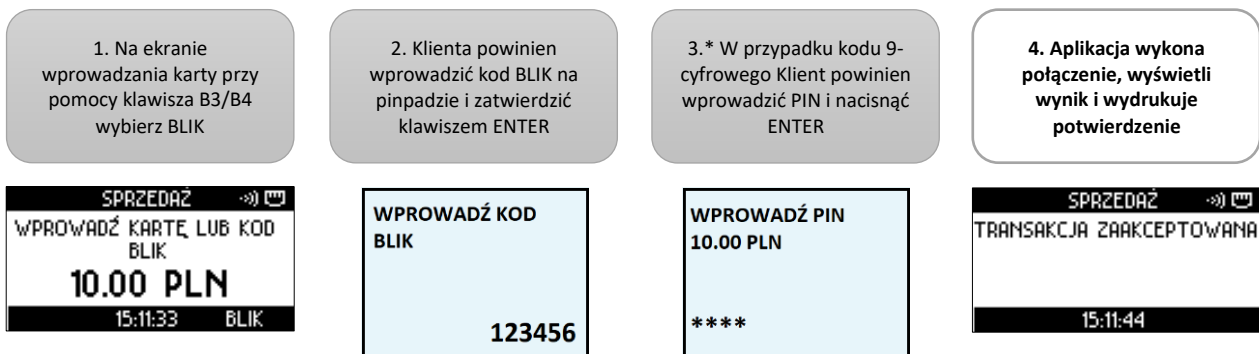 1. Na ekranie
wprowadzania karty przy
pomocy klawisza B3/B4
wybierz BLIK
2. Klienta powinien
wprowadzić kod BLIK na
pinpadzie i zatwierdzić
klawiszem ENTER
3.* W przypadku kodu 9-
cyfrowego Klient powinien
wprowadzić PIN i nacisnąć
ENTER
4. Aplikacja wykona
połączenie, wyświetli
wynik i wydrukuje
potwierdzenie
SPRZEDAŻ
WPROWADŹ KARTĘ LUB KOD
BLIK
10.00 PLN
15:11:33 BLIK
WPROWADŹ KOD
BLIK
123456
WPROWADŹ PIN
10.00 PLN
****
SPRZEDAŻ
TRANSAKCJA ZAAKCEPTOWANA
15:11:44